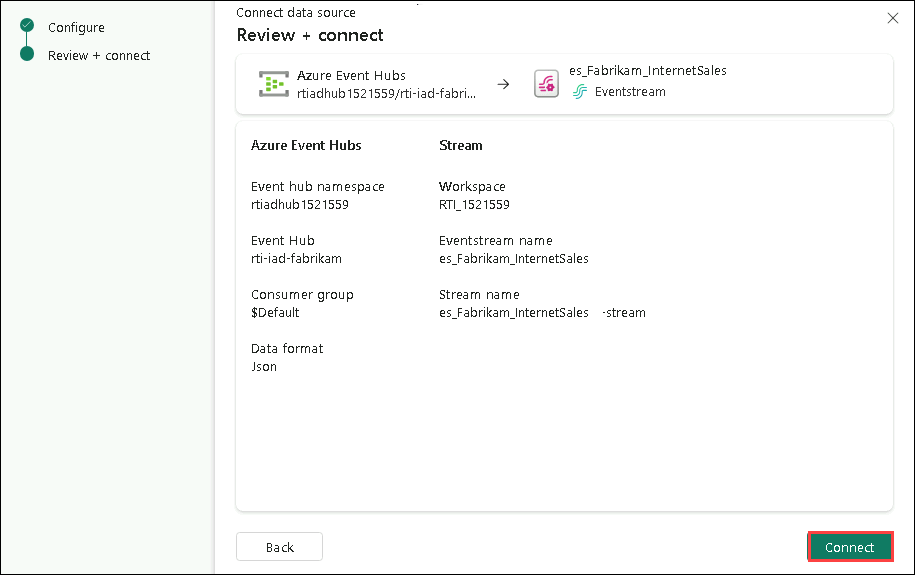 Configure
Review + connect
Connect data source
Review + connect
Azure Event Hubs
rtiadhub1521559/rti-iad-fabri...
es_Fabrikam_InternetSales
Eventstream
Azure Event Hubs
Stream
Event hub namespace
rtiadhub1521559
Workspace
RTI_1521559
Event Hub
rti-iad-fabrikam
Eventstream name
es_Fabrikam_InternetSales
Consumer group
$Default
Stream name
es_Fabrikam_InternetSales -stream
Data format
Json
Back
Connect